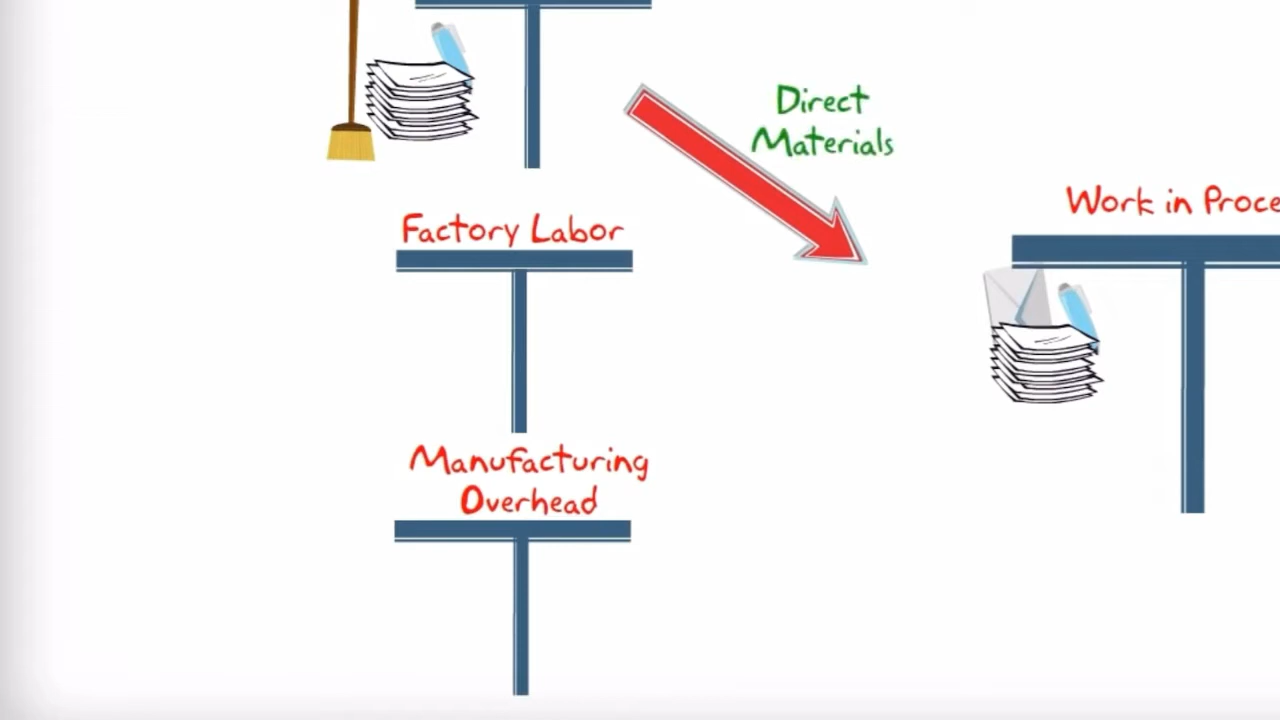 Direct
Materials
Work in Proce
Factory Labor
Manufacturing
Overhead